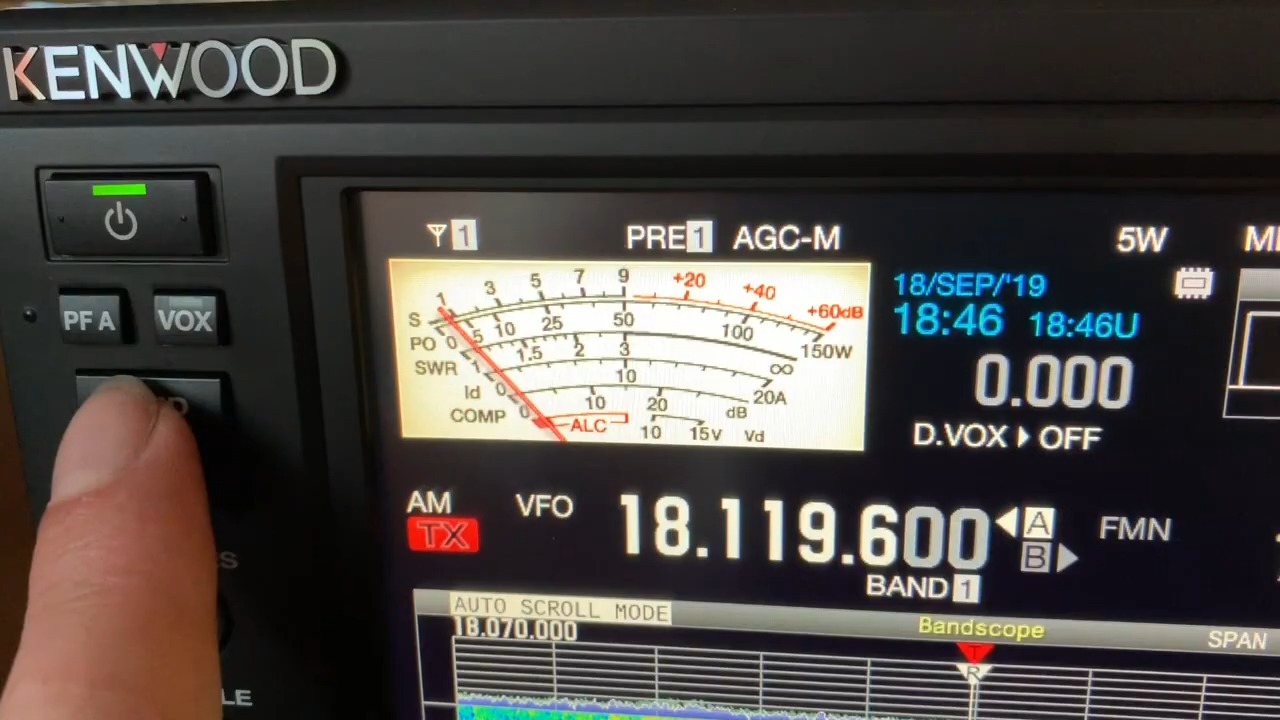 KENWOOD
PF A
VOX
1
PRE 1
AGC-M
5W
1 3 5 7 9 +20 +40 +60dB
S
5 10 25 50 100 150W
PO 0
1.5 2 3 ∞
SWR 1
0 10 20A
Id
10 20 dB
COMP 0
ALC
10 15V Vd
18/SEP/'19
18:46 18:46U
0.000
D.VOX OFF
AM
TX
VFO
18.119.600
A
B
FMN
BAND 1
AUTO SCROLL MODE
18.070.000
Bandscope
SPAN
T
R